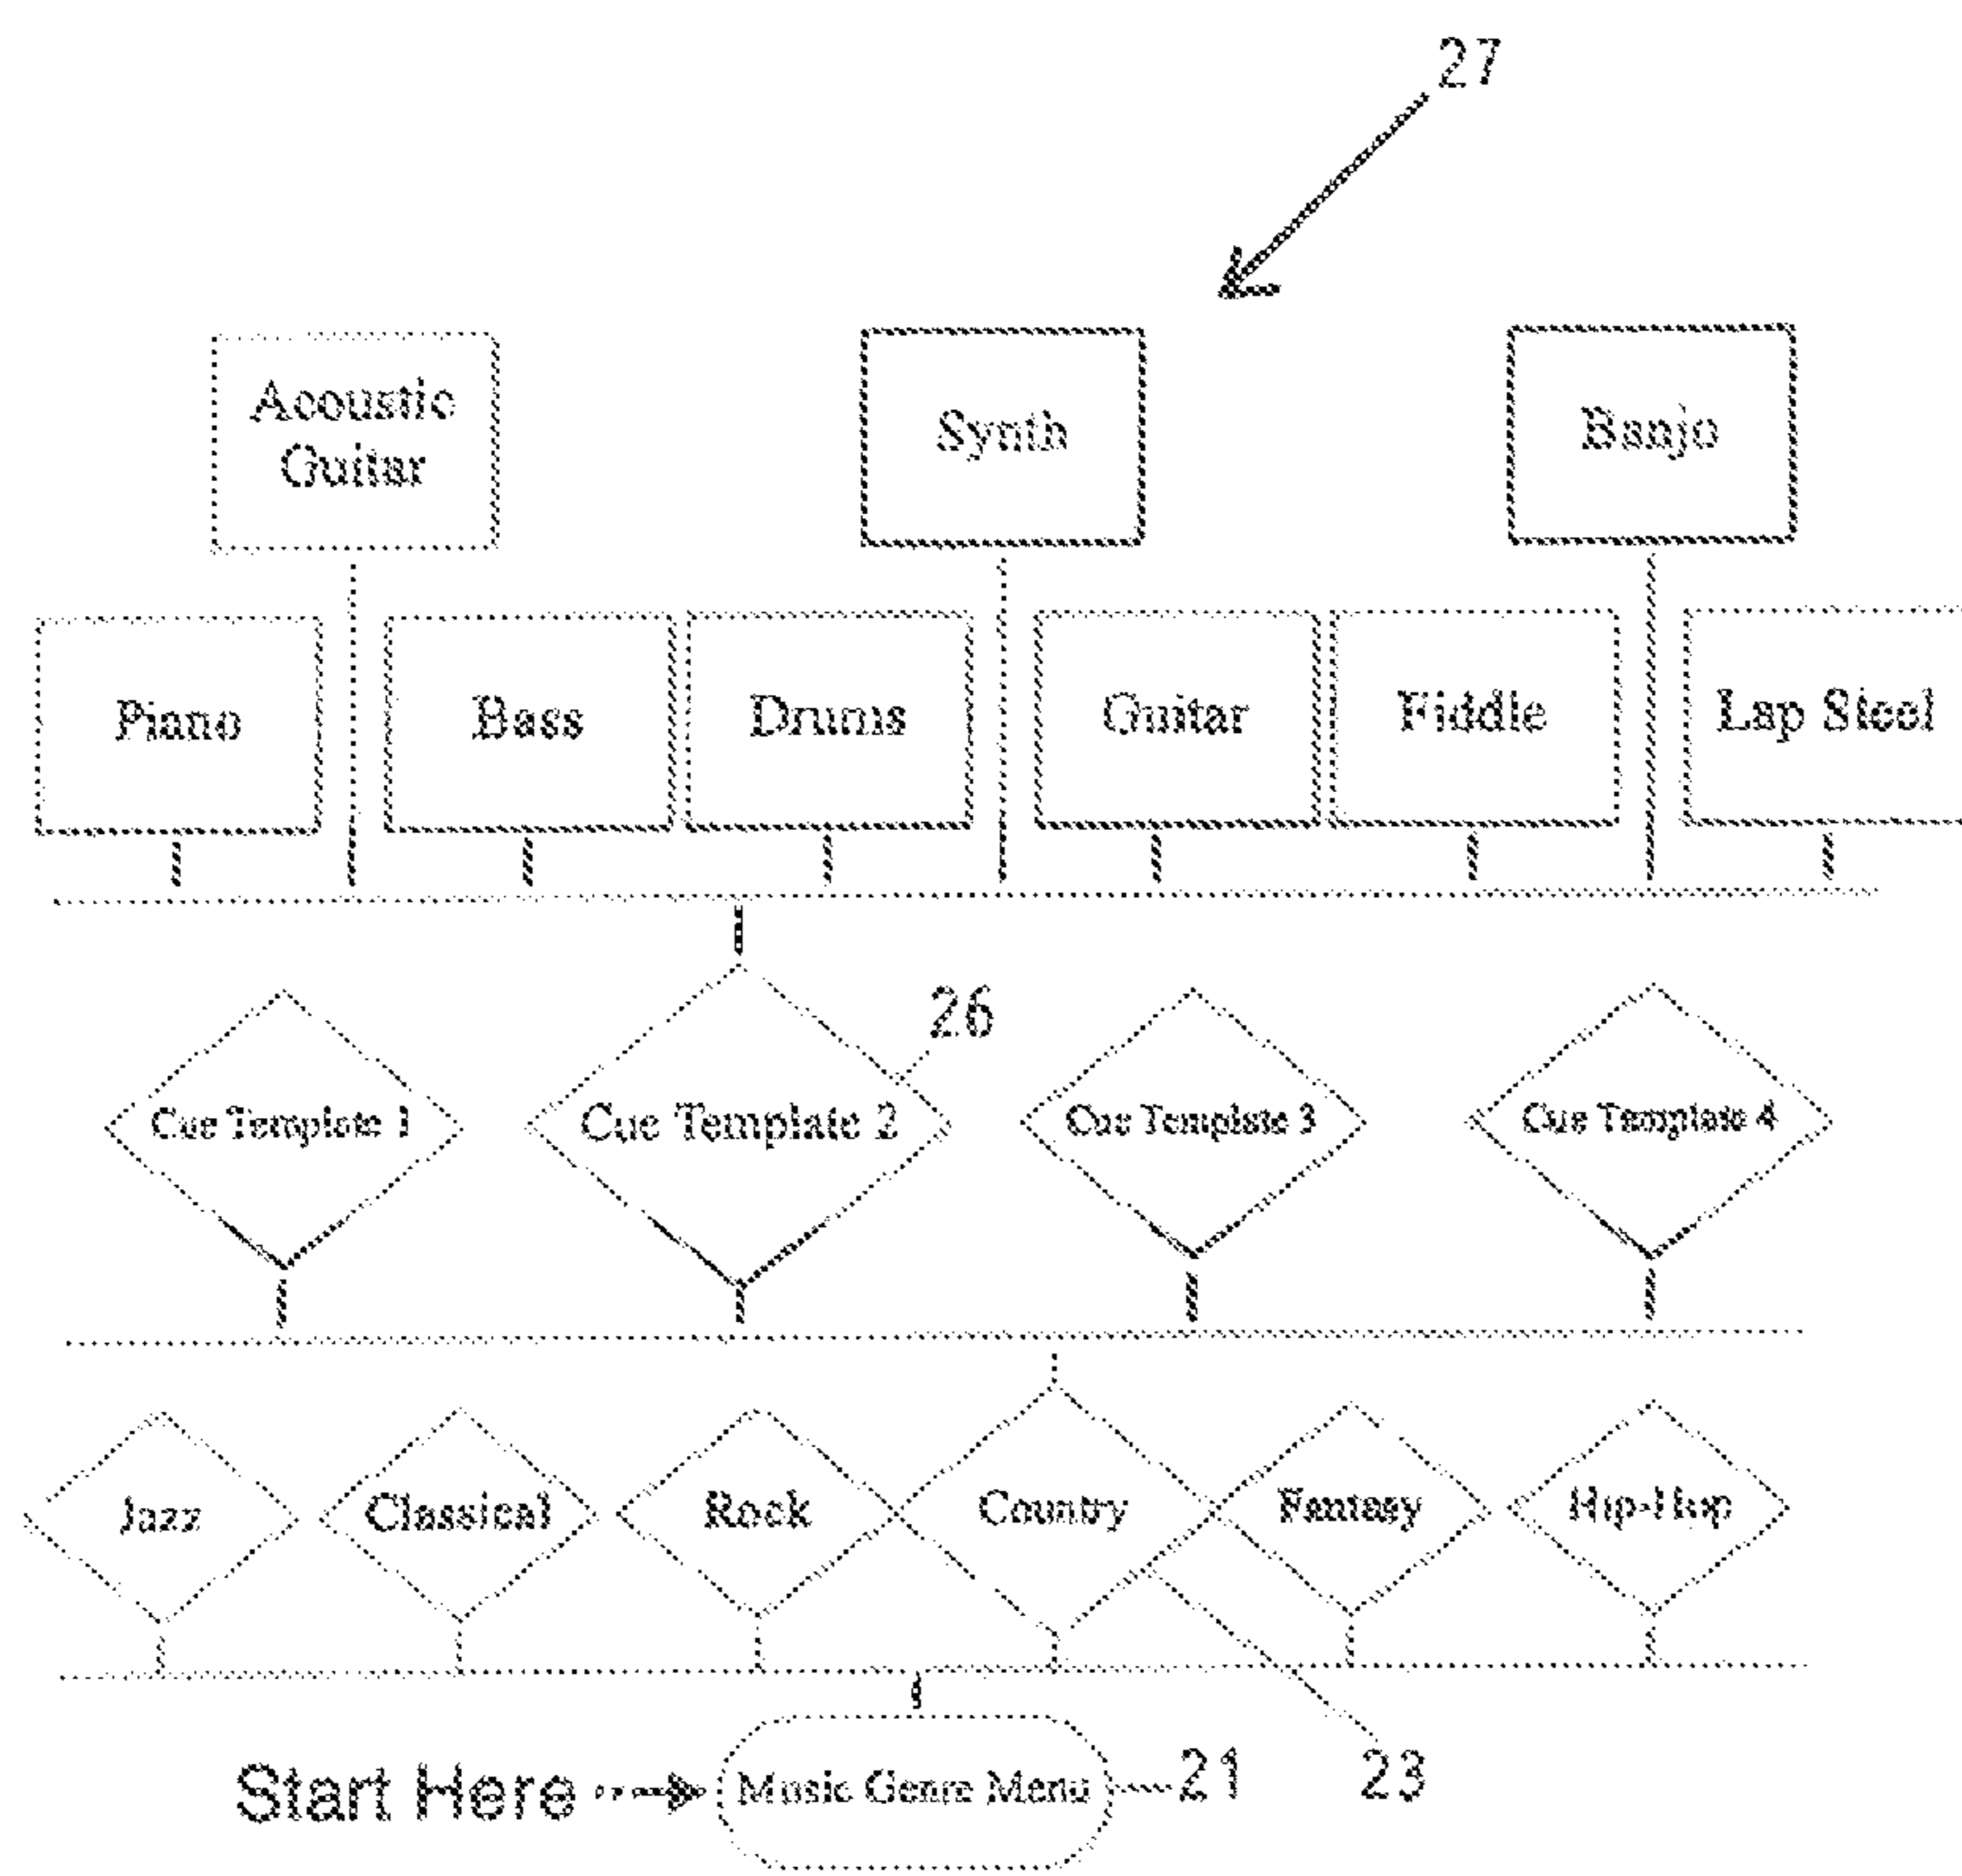 27
Acoustic
Guitar
Synth
Banjo
Piano
Bass
Drums
Guitar
Fiddle
Lap Steel
26
Cue Template 1
Cue Template 2
Cue Template 3
Cue Template 4
Jazz
Classical
Rock
Country
Fantasy
Hip-Hop
Start Here
Music Genre Menu
21
23